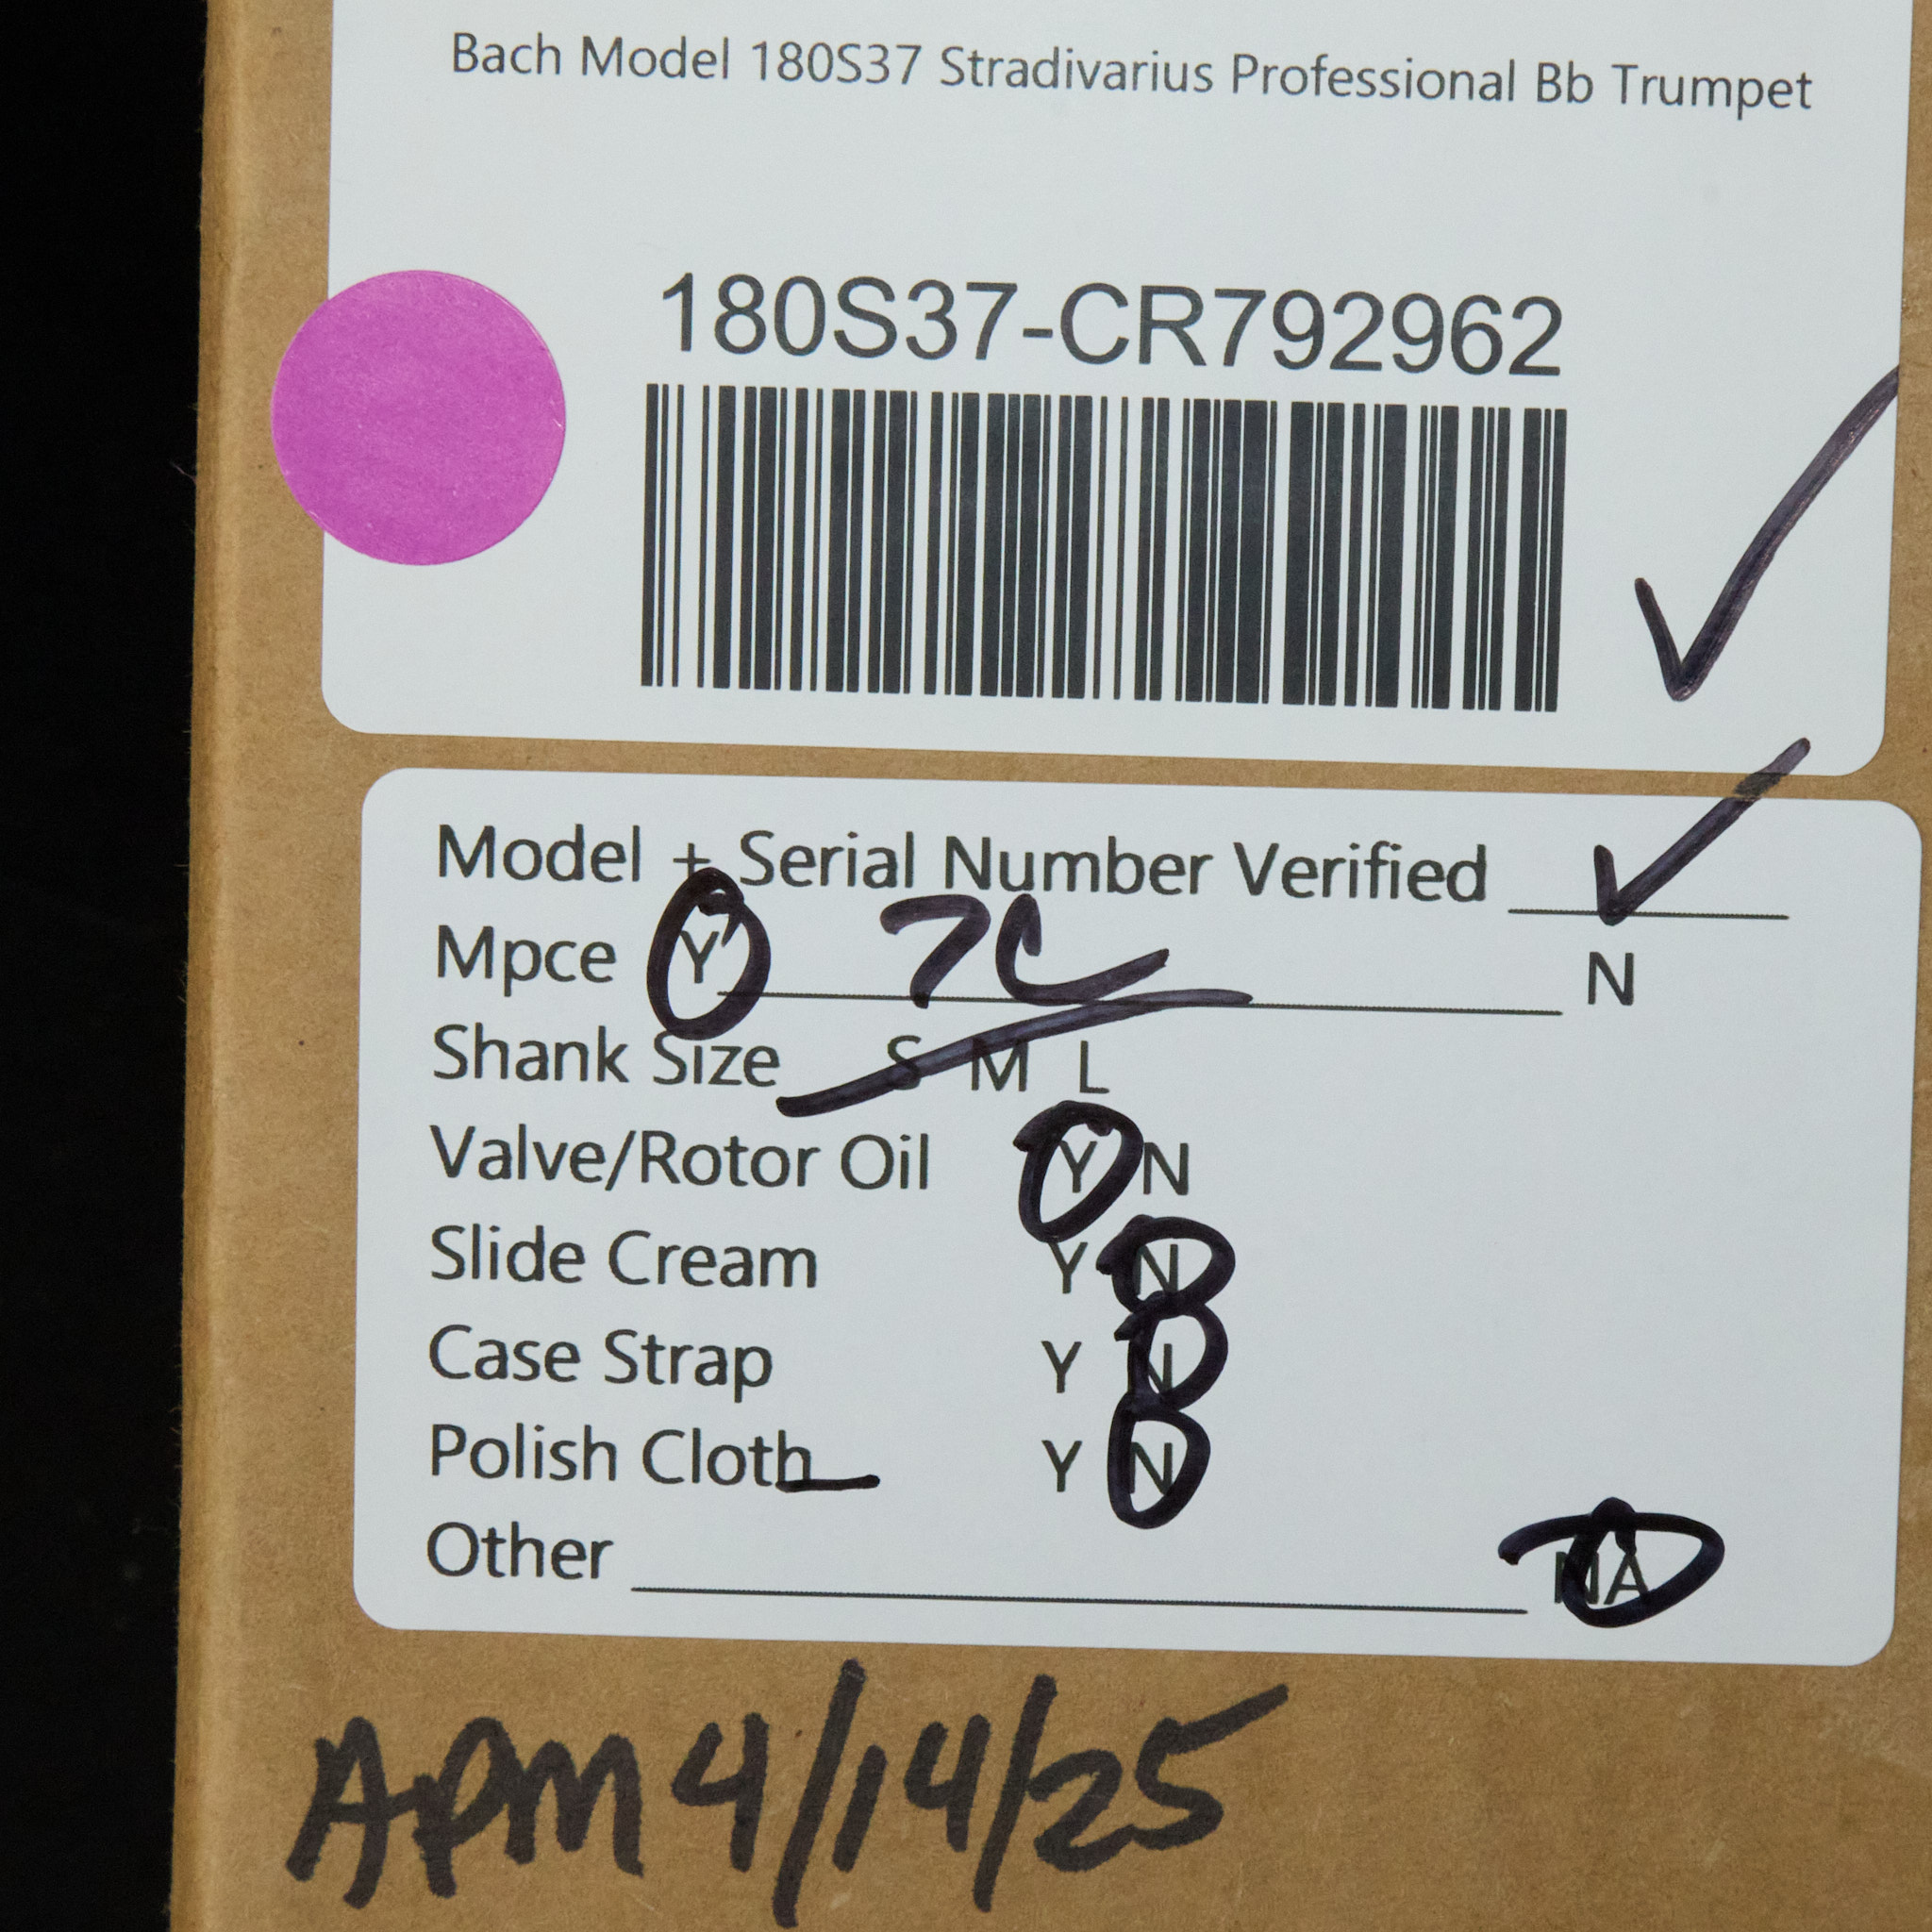 Bach Model 180S37 Stradivarius Professional Bb Trumpet
180S37-CR792962
Model + Serial Number Verified
Mpce Y 7C N
Shank Size S M L
Valve/Rotor Oil Y N
Slide Cream Y N
Case Strap Y N
Polish Cloth Y N
Other NA
APM 4/14/25